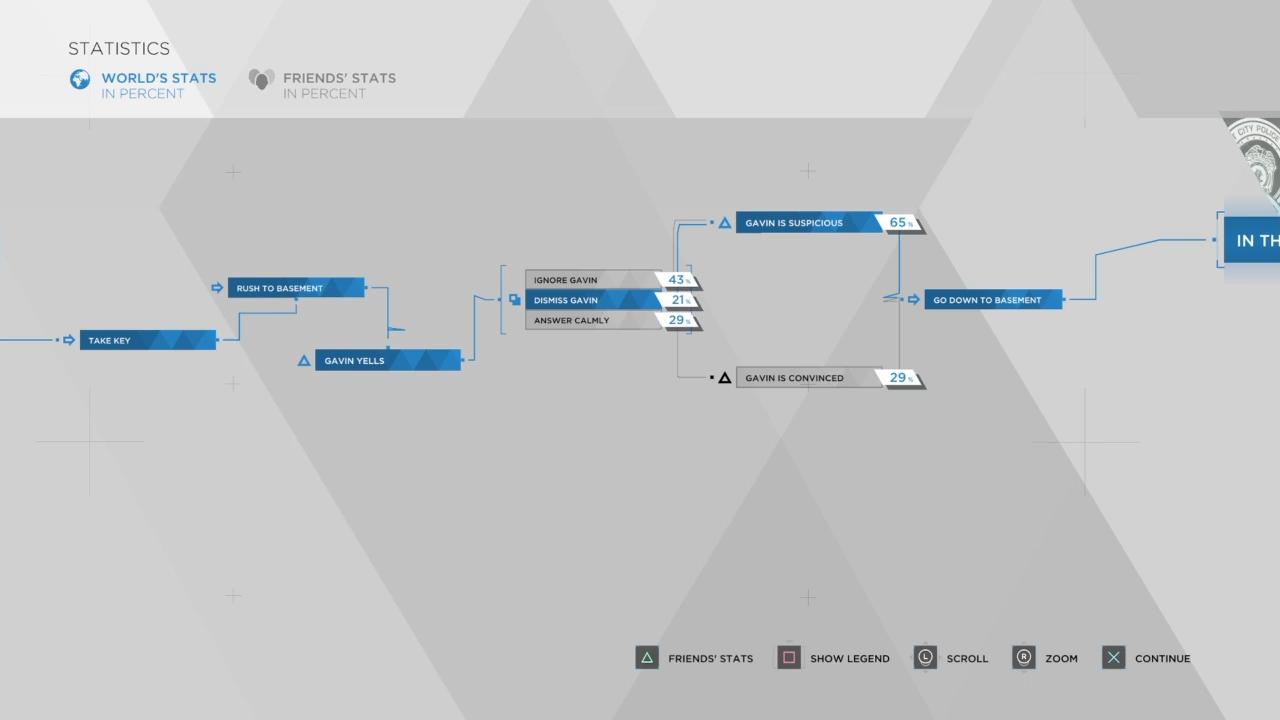 STATISTICS
WORLD'S STATS
IN PERCENT
FRIENDS' STATS
IN PERCENT
CITY POLICE
GAVIN IS SUSPICIOUS 65%
IN TH
IGNORE GAVIN 43%
RUSH TO BASEMENT
DISMISS GAVIN 21%
GO DOWN TO BASEMENT
ANSWER CALMLY 29%
TAKE KEY
GAVIN YELLS
GAVIN IS CONVINCED 29%
FRIENDS' STATS
SHOW LEGEND
L SCROLL
R ZOOM
CONTINUE